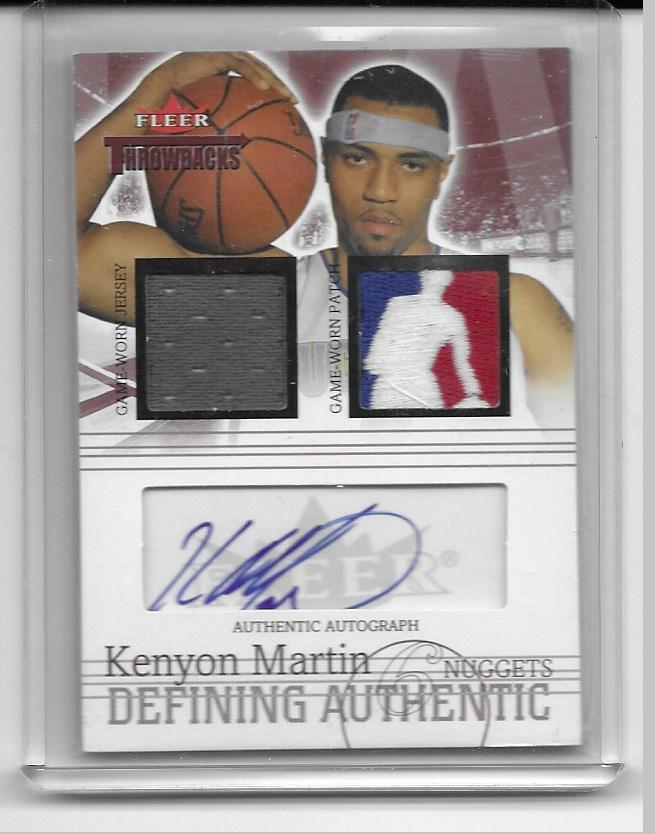 FLEER
THROWBACKS
GAME-WORN JERSEY
GAME-WORN PATCH
FLEER®
AUTHENTIC AUTOGRAPH
Kenyon Martin
NUGGETS
6
DEFINING AUTHENTIC